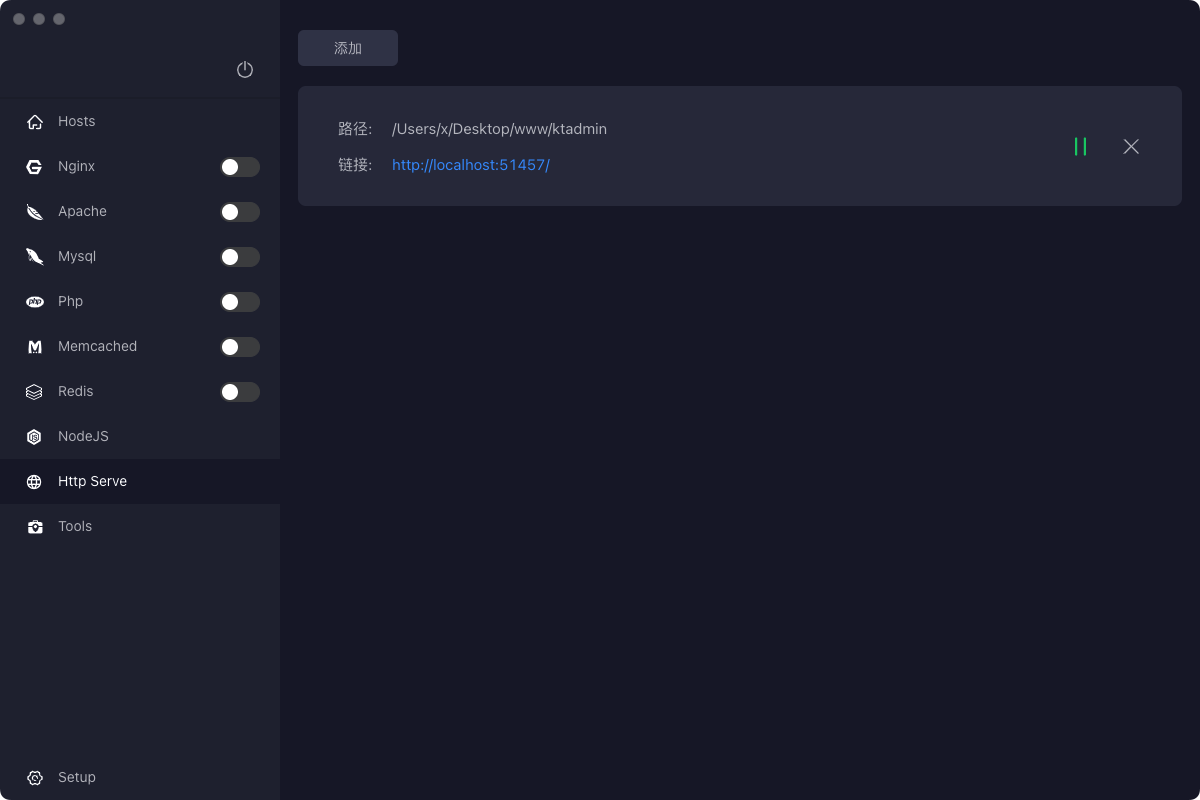 Hosts
Nginx
Apache
Mysql
Php
Memcached
Redis
NodeJS
Http Serve
Tools
Setup
添加
路径: /Users/x/Desktop/www/ktadmin
链接: http://localhost:51457/